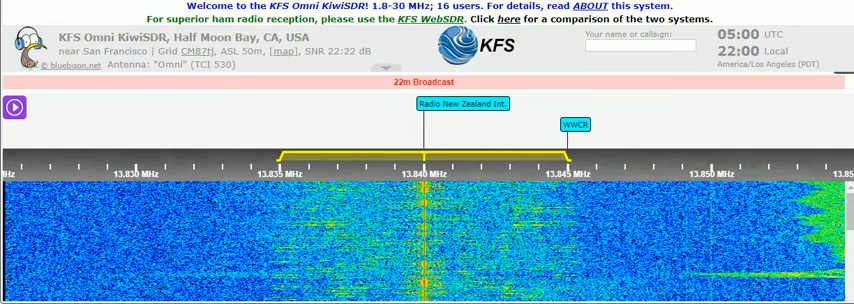 Welcome to the KFS Omni KiwiSDR! 1.8-30 MHz; 16 users. For details, read ABOUT this system.
For superior ham radio reception, please use the KFS WebSDR. Click here for a comparison of the two systems.
KFS Omni KiwiSDR, Half Moon Bay, CA, USA
near San Francisco | Grid CM87tj, ASL 50m, [map], SNR 22:22 dB
© bluebison.net Antenna: "Omni" (TCI 530)
KFS
Your name or callsign:
05:00 UTC
22:00 Local
America/Los Angeles (PDT)
22m Broadcast
Radio New Zealand Int.
WWCR
Hz 13.830 MHz 13.835 MHz 13.840 MHz 13.845 MHz 13.850 MHz 13.85